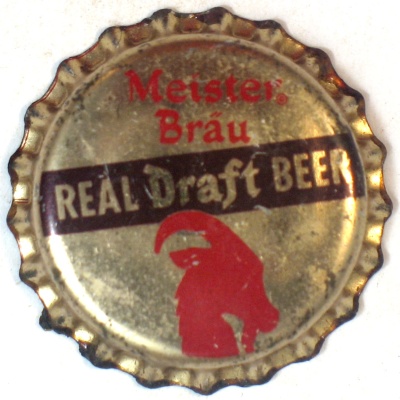 Meister®
Bräu
REAL Draft BEER